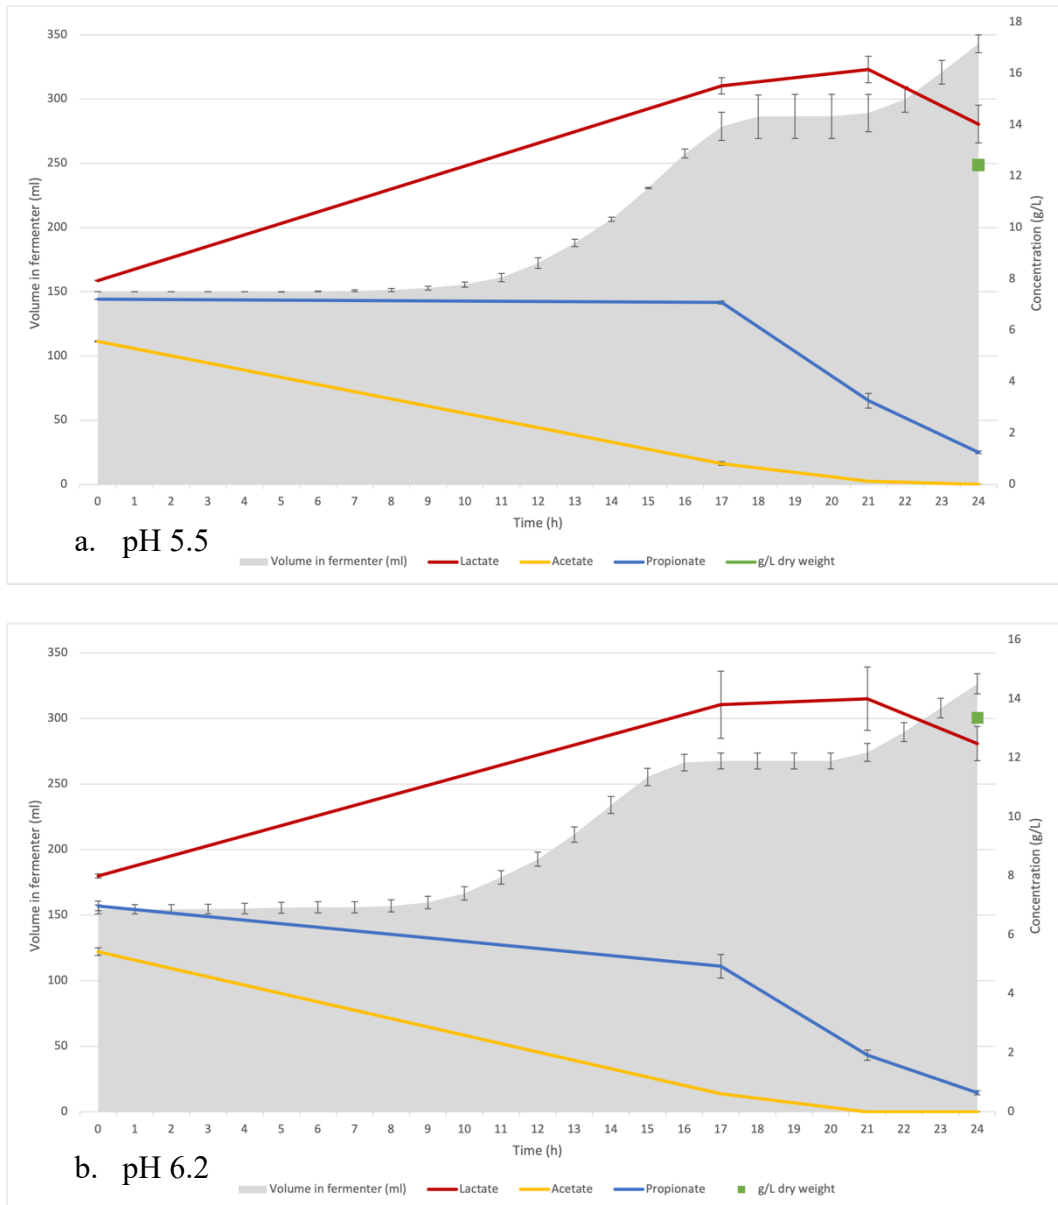 18
350
16
300
14
250
12
200
10
150
8
6
100
4
50
2
0
0
Volume in fermenter (ml)
Concentration (g/L)
0 1 2 3 4 5 6 7 8 9 10 11 12 13 14 15 16 17 18 19 20 21 22 23 24
Time (h)
a. pH 5.5
Volume in fermenter (ml) Lactate Acetate Propionate g/L dry weight
16
350
14
300
12
250
10
200
8
150
6
100
4
50
2
0
0
Volume in fermenter (ml)
Concentration (g/L)
0 1 2 3 4 5 6 7 8 9 10 11 12 13 14 15 16 17 18 19 20 21 22 23 24
Time (h)
b. pH 6.2
Volume in fermenter (ml) Lactate Acetate Propionate g/L dry weight